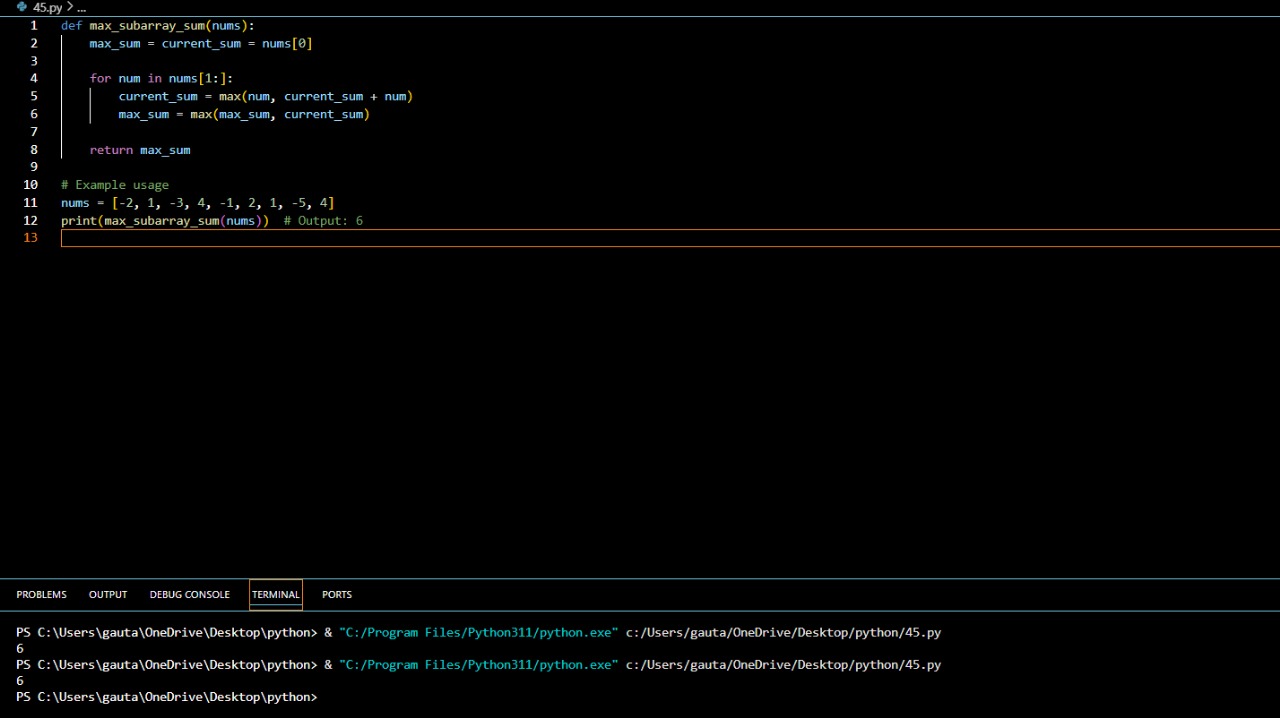 45.py > ...
1 def max_subarray_sum(nums):
2     max_sum = current_sum = nums[0]
3
4     for num in nums[1:]:
5         current_sum = max(num, current_sum + num)
6         max_sum = max(max_sum, current_sum)
7
8     return max_sum
9
10 # Example usage
11 nums = [-2, 1, -3, 4, -1, 2, 1, -5, 4]
12 print(max_subarray_sum(nums))  # Output: 6
13
PROBLEMS OUTPUT DEBUG CONSOLE TERMINAL PORTS
PS C:\Users\gauta\OneDrive\Desktop\python> & "C:/Program Files/Python311/python.exe" c:/Users/gauta/OneDrive/Desktop/python/45.py
6
PS C:\Users\gauta\OneDrive\Desktop\python> & "C:/Program Files/Python311/python.exe" c:/Users/gauta/OneDrive/Desktop/python/45.py
6
PS C:\Users\gauta\OneDrive\Desktop\python>